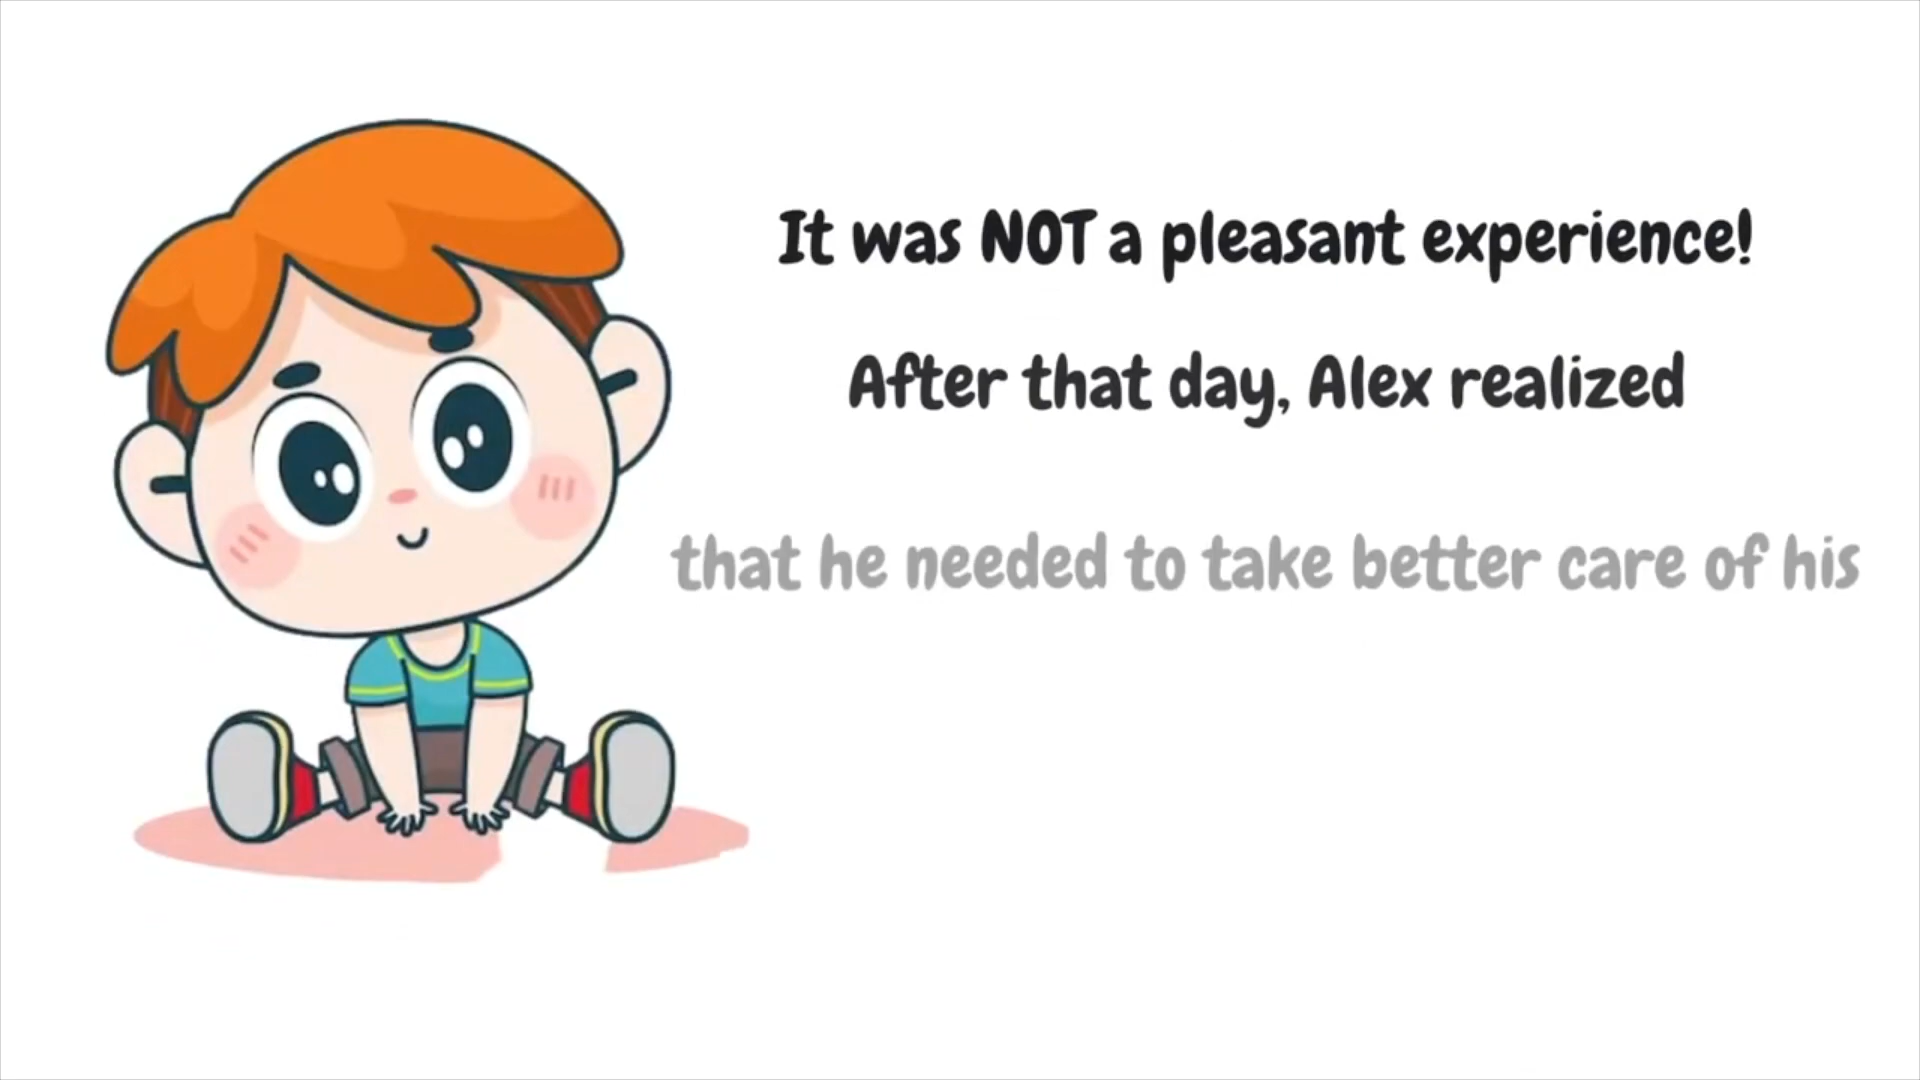 It was NOT a pleasant experience!
After that day, Alex realized
that he needed to take better care of his